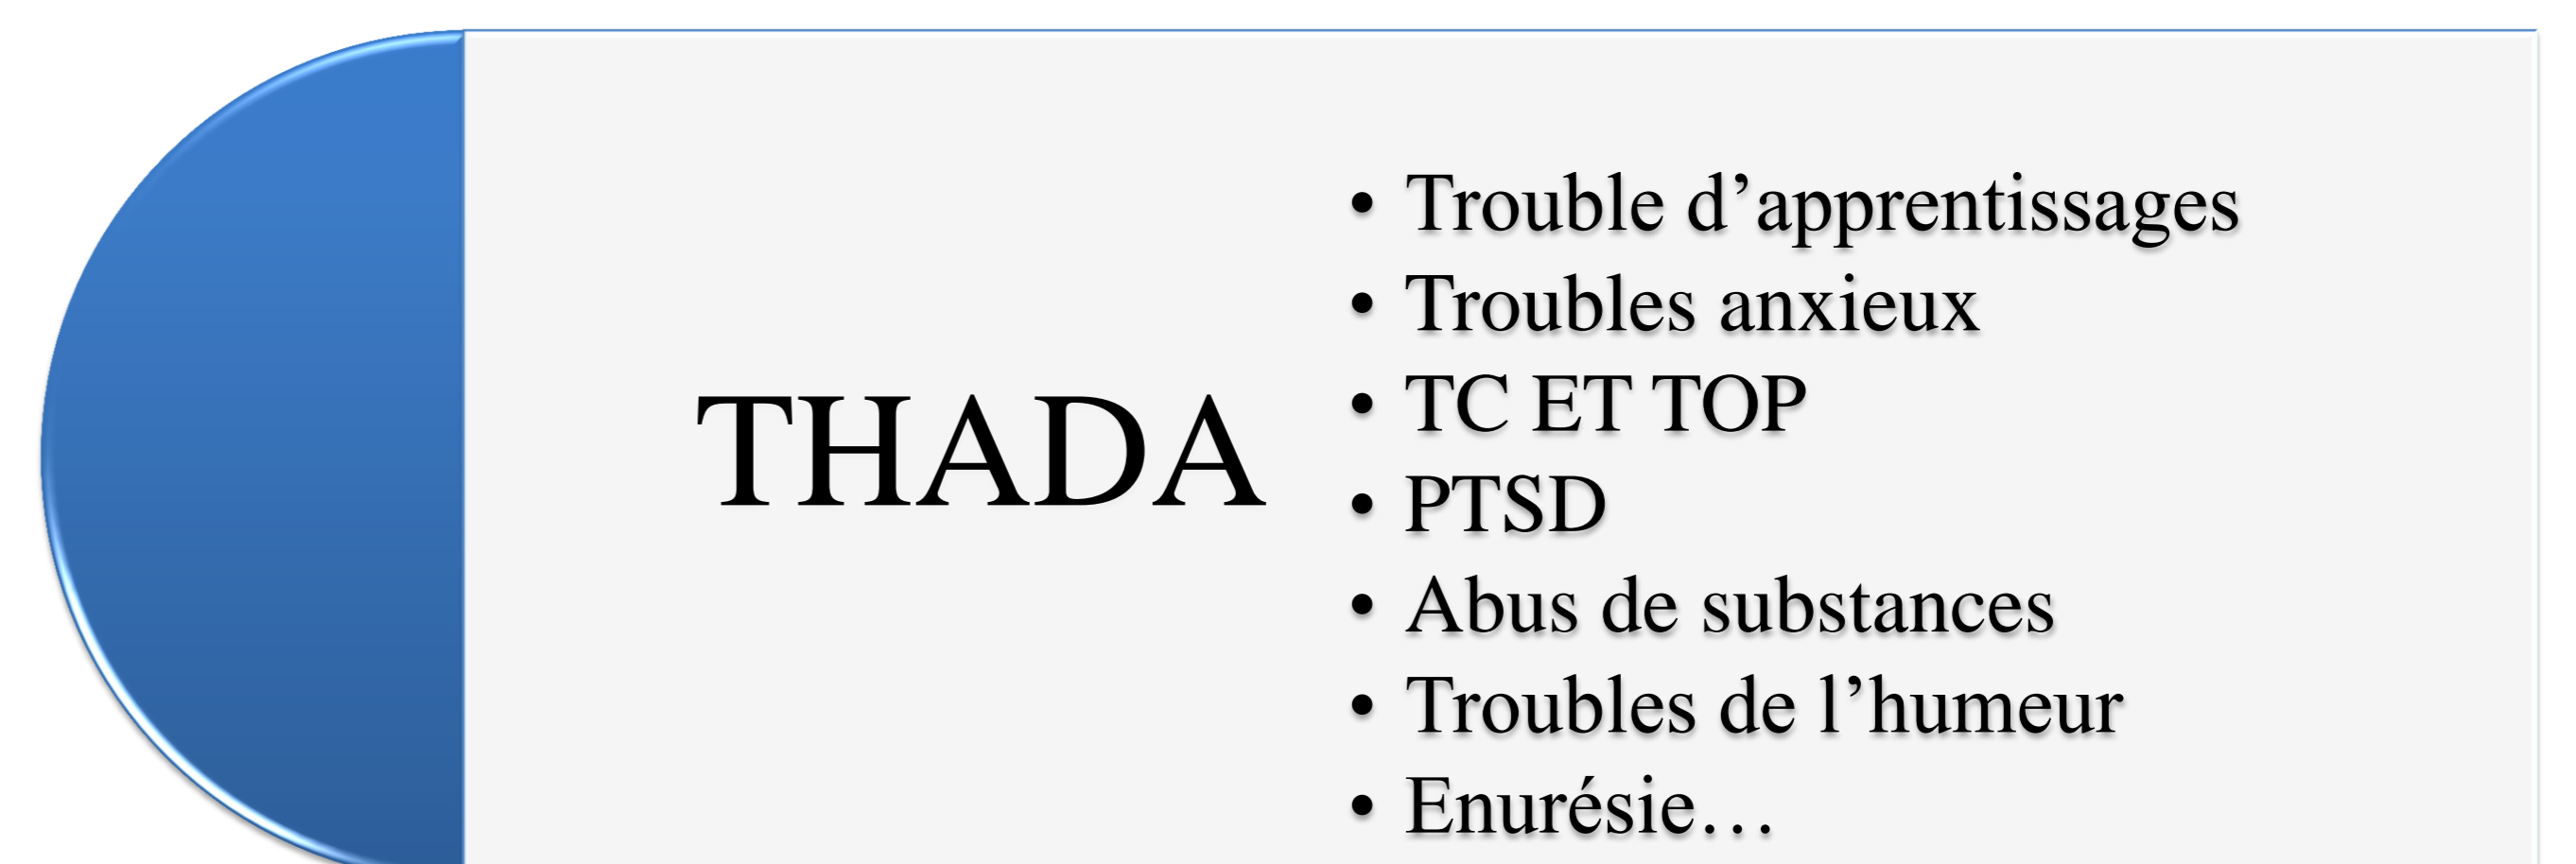 THADA
• Trouble d’apprentissages
• Troubles anxieux
• TC ET TOP
• PTSD
• Abus de substances
• Troubles de l’humeur
• Enurésie…